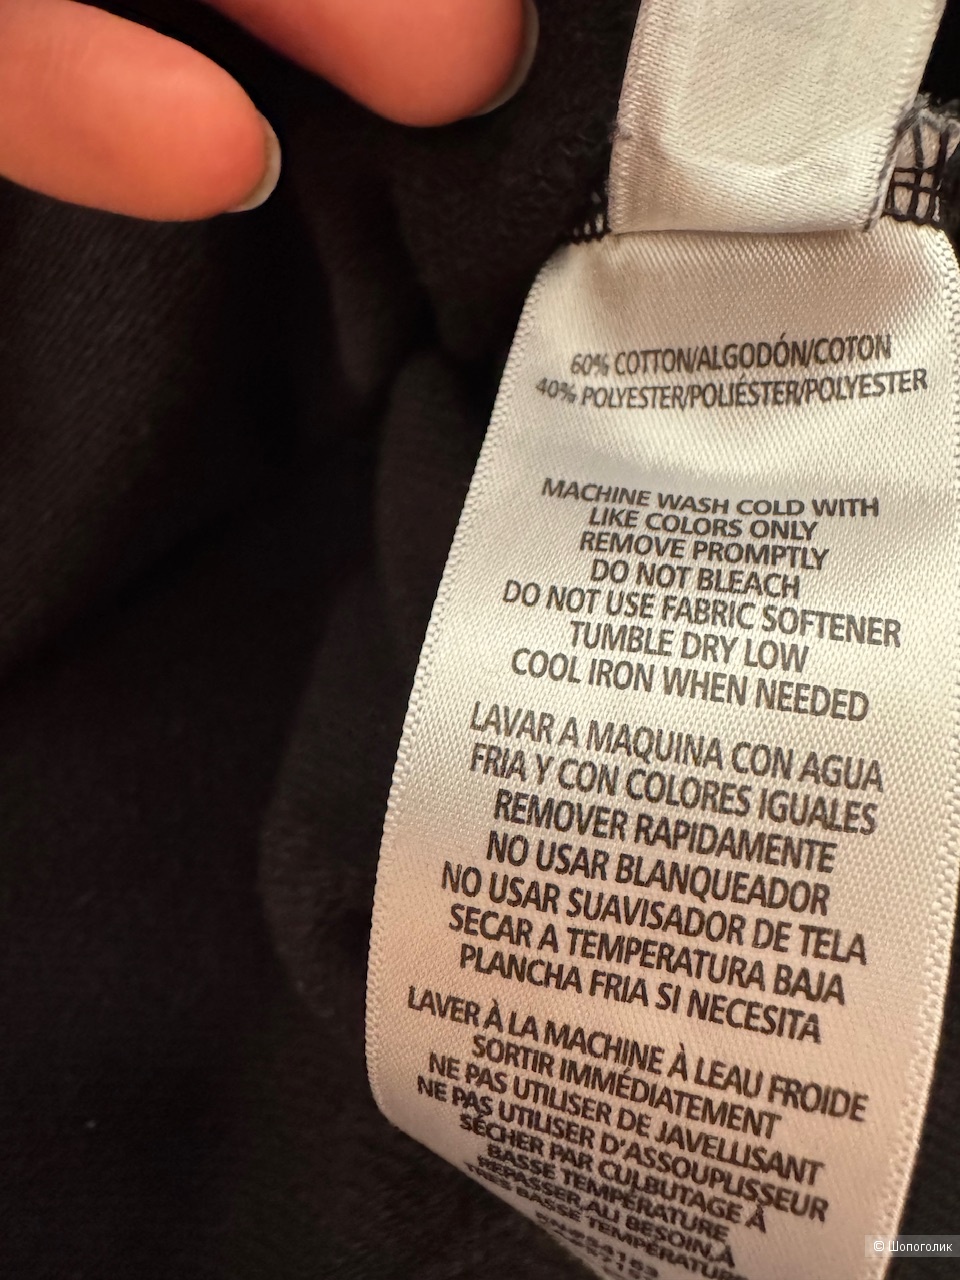 60% COTTON/ALGODÓN/COTON
40% POLYESTER/POLIÉSTER/POLYESTER
MACHINE WASH COLD WITH
LIKE COLORS ONLY
REMOVE PROMPTLY
DO NOT BLEACH
DO NOT USE FABRIC SOFTENER
TUMBLE DRY LOW
COOL IRON WHEN NEEDED
LAVAR A MAQUINA CON AGUA
FRIA Y CON COLORES IGUALES
REMOVER RAPIDAMENTE
NO USAR BLANQUEADOR
NO USAR SUAVISADOR DE TELA
SECAR A TEMPERATURA BAJA
PLANCHA FRIA SI NECESITA
LAVER À LA MACHINE À LEAU FROIDE
SORTIR IMMÉDIATEMENT
NE PAS UTILISER DE JAVELLISANT
NE PAS UTILISER D'ASSOUPLISSEUR
SÉCHER PAR CULBUTAGE À
BASSE TEMPÉRATURE
REPASSER AU BESOIN À
BASSE TEMPÉRATUR
© Шопоголик